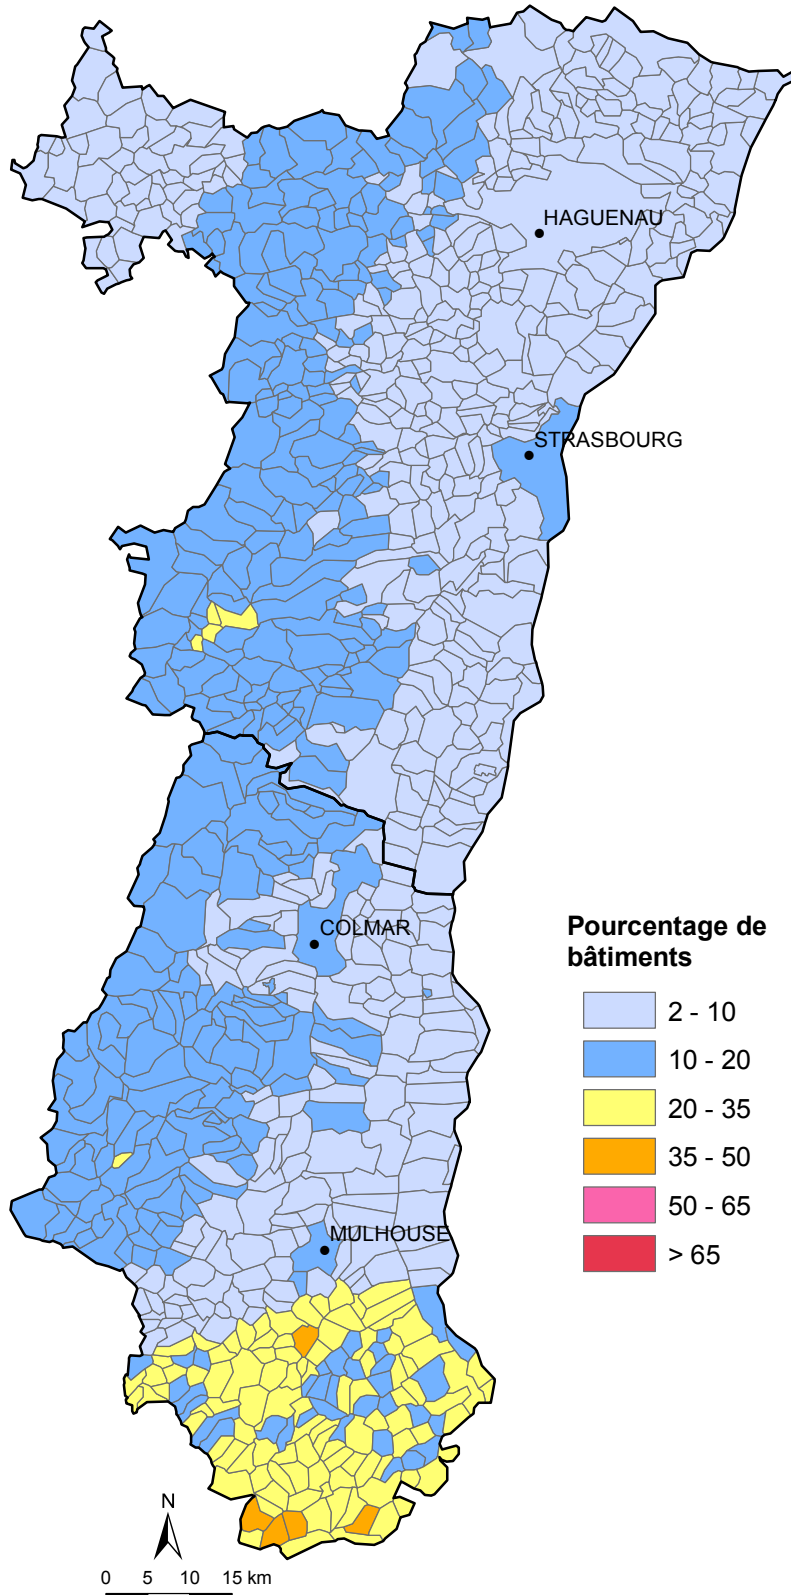 HAGUENAU
STRASBOURG
COLMAR
Pourcentage de
bâtiments
2 - 10
10 - 20
20 - 35
35 - 50
50 - 65
> 65
MULHOUSE
N
0 5 10 15 km